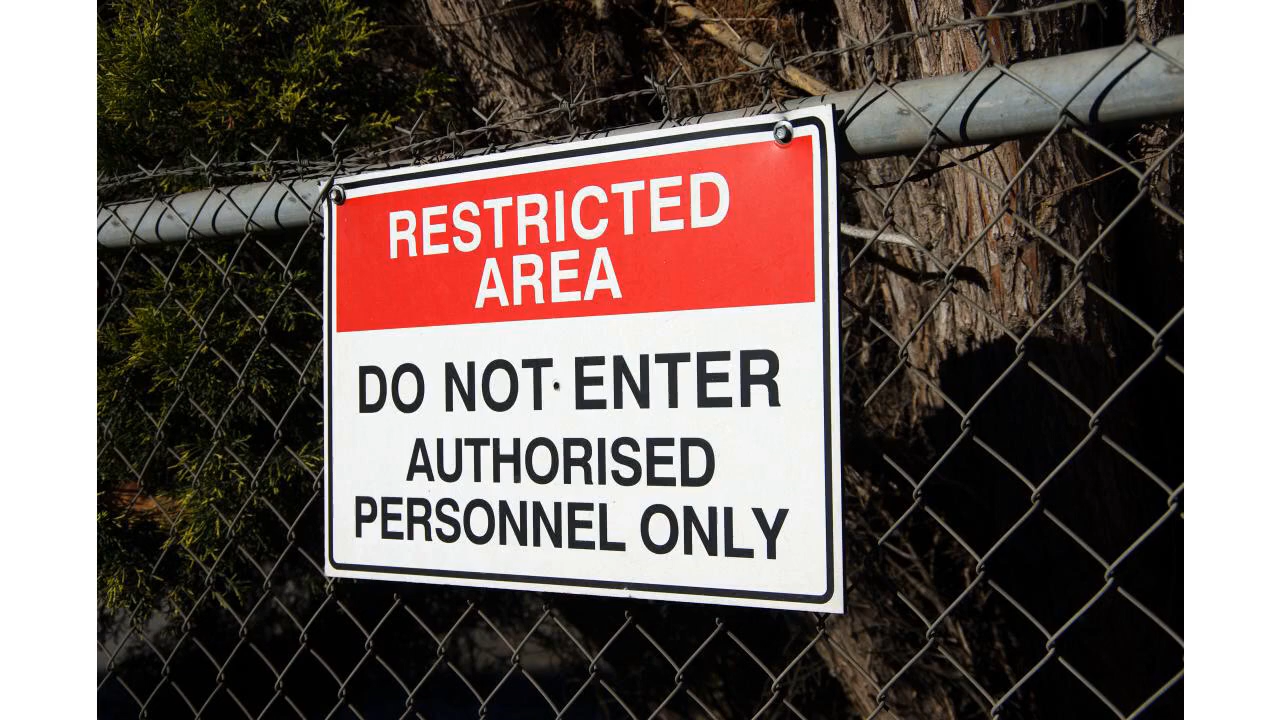 RESTRICTED
AREA
DO NOT ENTER
AUTHORISED
PERSONNEL ONLY